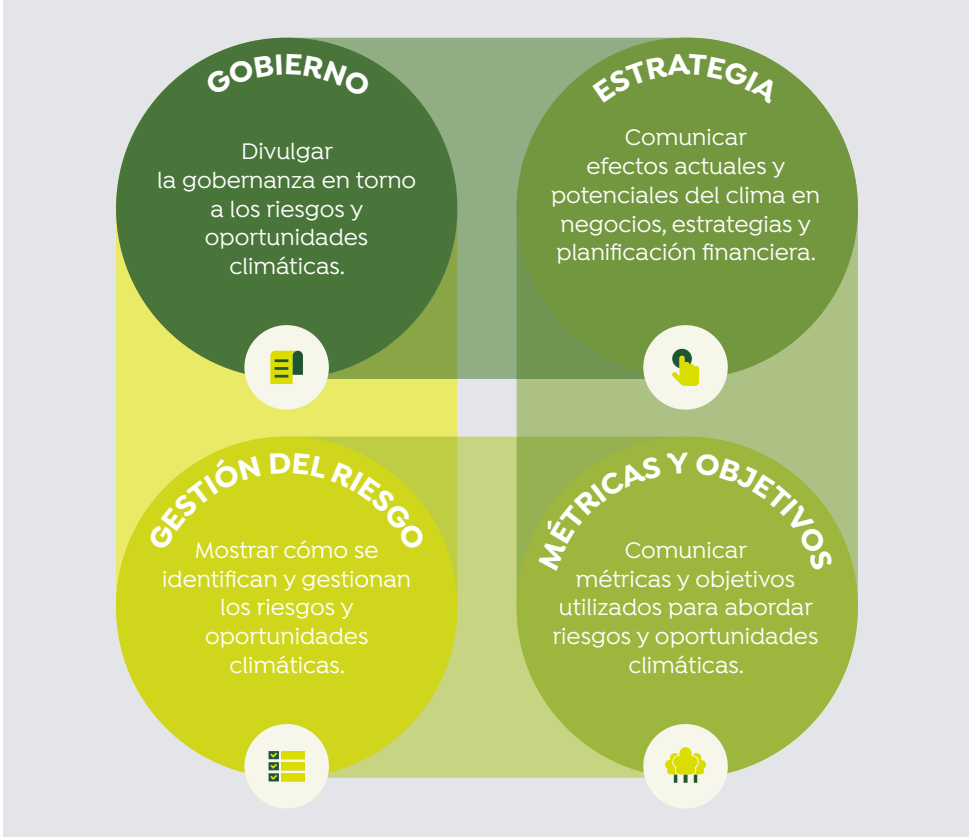 GOBIERNO
Divulgar
la gobernanza en torno
a los riesgos y
oportunidades
climáticas.
ESTRATEGIA
Comunicar
efectos actuales y
potenciales del clima en
negocios, estrategias y
planificación financiera.
GESTIÓN DEL RIESGO
Mostrar cómo se
identifican y gestionan
los riesgos y
oportunidades
climáticas.
MÉTRICAS Y OBJETIVOS
Comunicar
métricas y objetivos
utilizados para abordar
riesgos y oportunidades
climáticas.